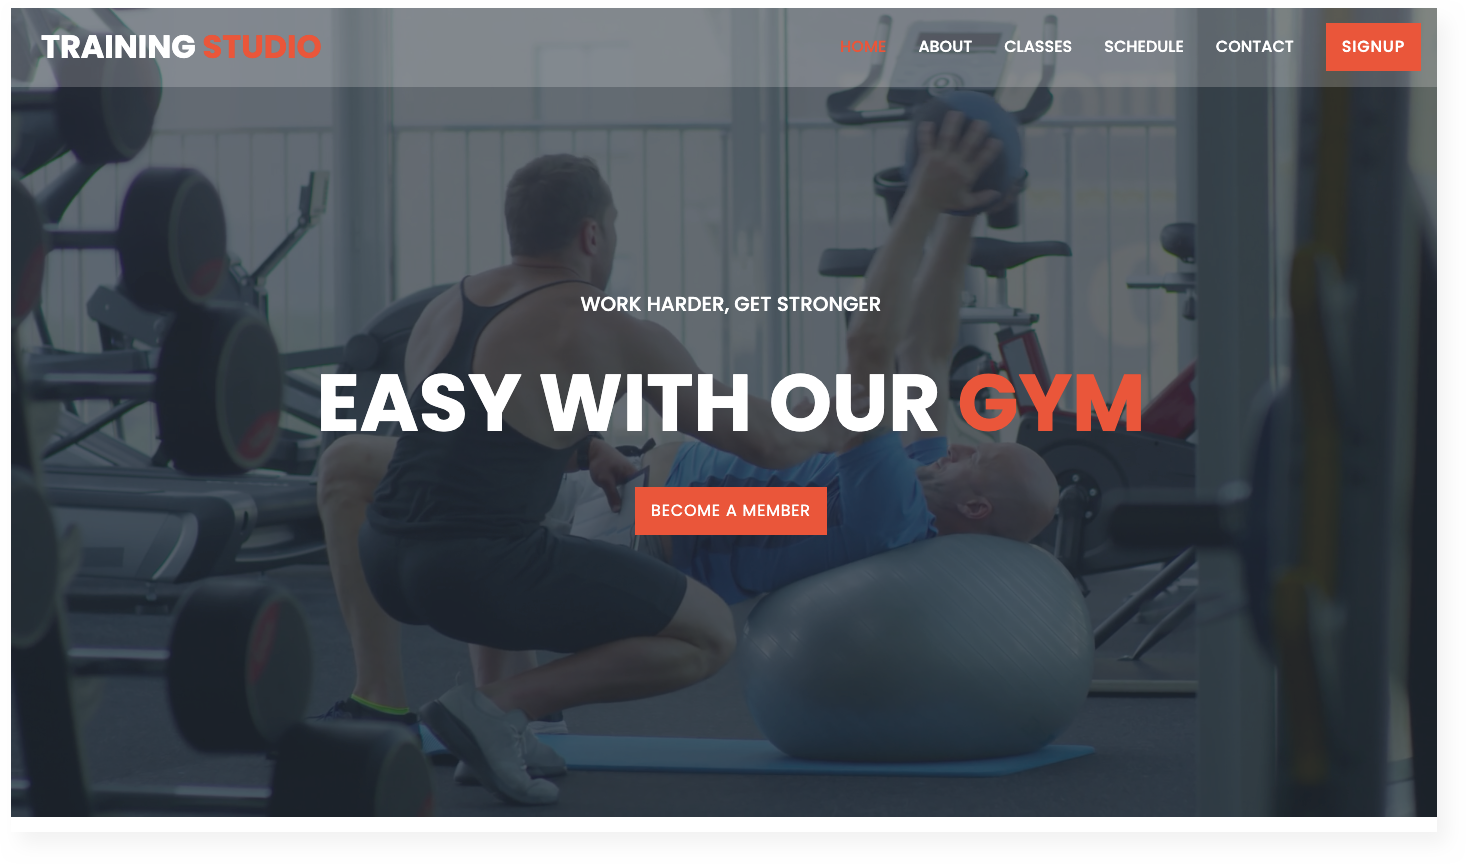 TRAINING STUDIO
HOME ABOUT CLASSES SCHEDULE CONTACT SIGNUP
WORK HARDER, GET STRONGER
EASY WITH OUR GYM
BECOME A MEMBER